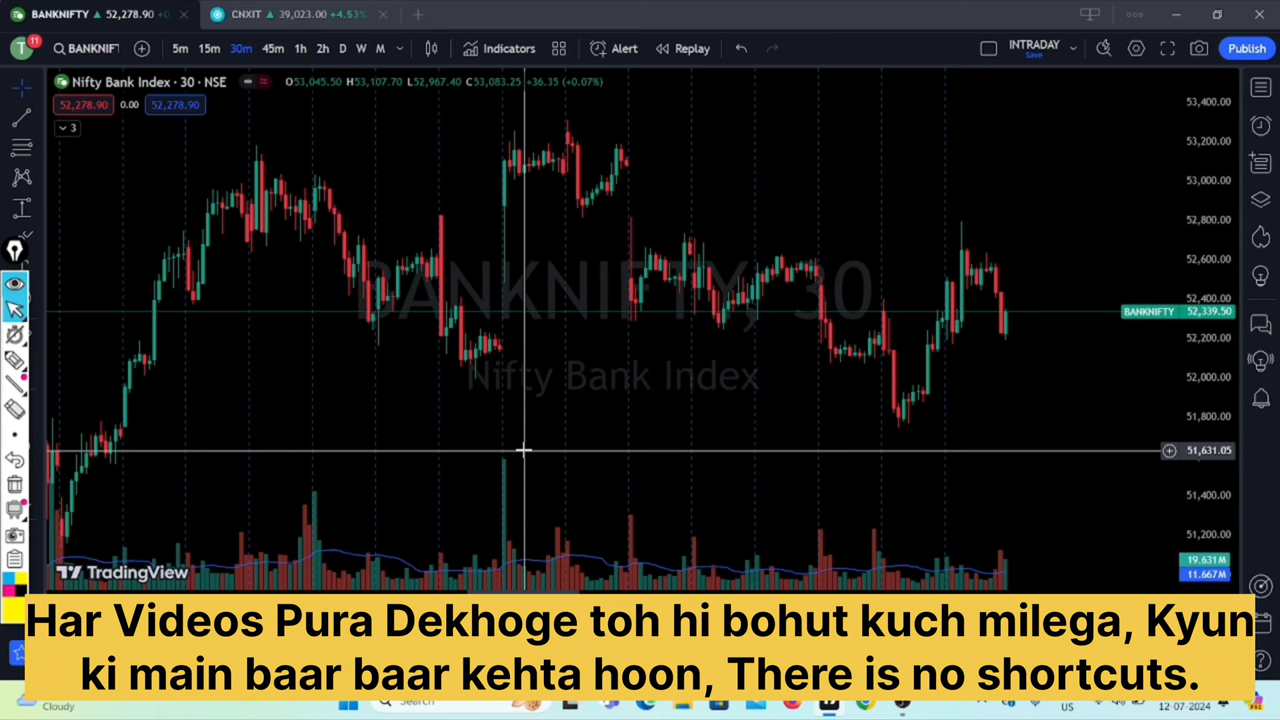 BANKNIFTY ▲ 52,278.90 +0
CNXIT ▲ 39,023.00 +4.53%
T 11 BANKNIFT 5m 15m 30m 45m 1h 2h D W M Indicators Alert Replay INTRADAY Save Publish
Nifty Bank Index · 30 · NSE O53,045.50 H53,107.70 L52,967.40 C53,083.25 +36.35 (+0.07%)
52,278.90 0.00 52,278.90
3
53,400.00
53,200.00
53,000.00
52,800.00
52,600.00
52,400.00
BANKNIFTY, 30
BANKNIFTY 52,339.50
52,200.00
Nifty Bank Index
52,000.00
51,800.00
51,631.05
51,400.00
51,200.00
19.631M
TradingView
11.667M
Har Videos Pura Dekhoge toh hi bohut kuch milega, Kyun
ki main baar baar kehta hoon, There is no shortcuts.
Cloudy
Search
US
12-07-2024